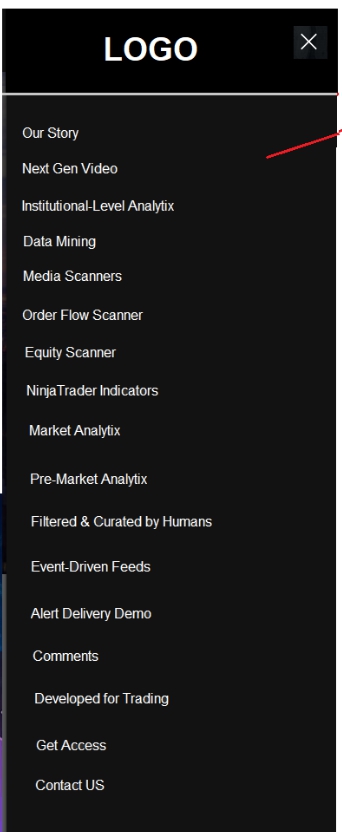 LOGO
Our Story
Next Gen Video
Institutional-Level Analytix
Data Mining
Media Scanners
Order Flow Scanner
Equity Scanner
NinjaTrader Indicators
Market Analytix
Pre-Market Analytix
Filtered & Curated by Humans
Event-Driven Feeds
Alert Delivery Demo
Comments
Developed for Trading
Get Access
Contact US